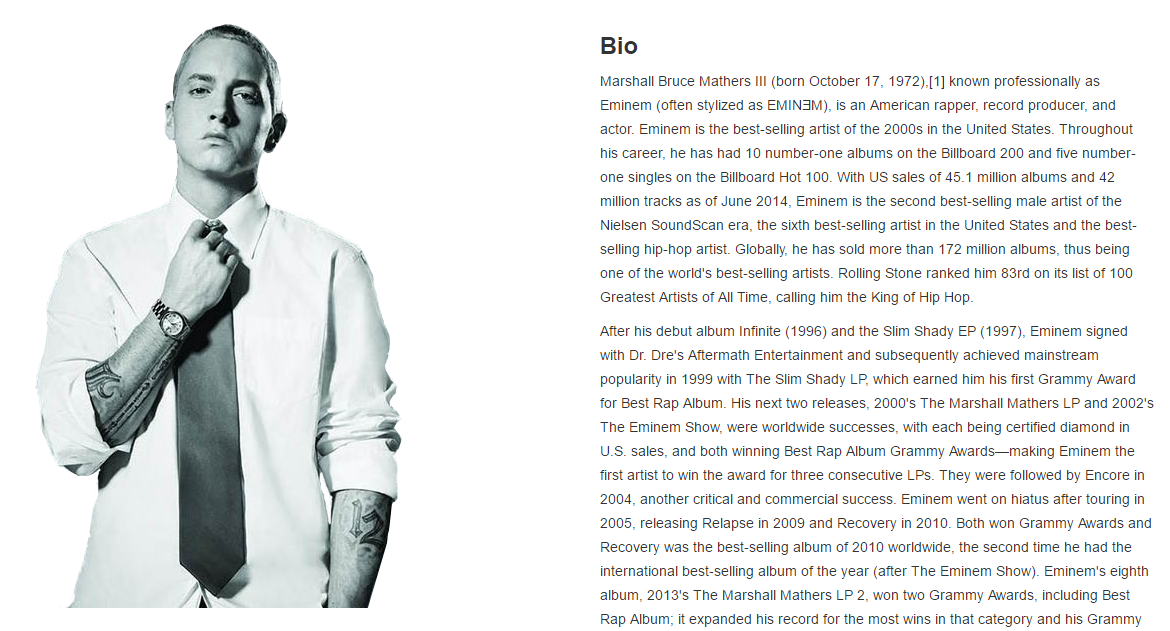 Bio
Marshall Bruce Mathers III (born October 17, 1972),[1] known professionally as
Eminem (often stylized as EMINƎM), is an American rapper, record producer, and
actor. Eminem is the best-selling artist of the 2000s in the United States. Throughout
his career, he has had 10 number-one albums on the Billboard 200 and five number-
one singles on the Billboard Hot 100. With US sales of 45.1 million albums and 42
million tracks as of June 2014, Eminem is the second best-selling male artist of the
Nielsen SoundScan era, the sixth best-selling artist in the United States and the best-
selling hip-hop artist. Globally, he has sold more than 172 million albums, thus being
one of the world's best-selling artists. Rolling Stone ranked him 83rd on its list of 100
Greatest Artists of All Time, calling him the King of Hip Hop.
After his debut album Infinite (1996) and the Slim Shady EP (1997), Eminem signed
with Dr. Dre's Aftermath Entertainment and subsequently achieved mainstream
popularity in 1999 with The Slim Shady LP, which earned him his first Grammy Award
for Best Rap Album. His next two releases, 2000's The Marshall Mathers LP and 2002's
The Eminem Show, were worldwide successes, with each being certified diamond in
U.S. sales, and both winning Best Rap Album Grammy Awards—making Eminem the
first artist to win the award for three consecutive LPs. They were followed by Encore in
2004, another critical and commercial success. Eminem went on hiatus after touring in
2005, releasing Relapse in 2009 and Recovery in 2010. Both won Grammy Awards and
Recovery was the best-selling album of 2010 worldwide, the second time he had the
international best-selling album of the year (after The Eminem Show). Eminem's eighth
album, 2013's The Marshall Mathers LP 2, won two Grammy Awards, including Best
Rap Album; it expanded his record for the most wins in that category and his Grammy
12